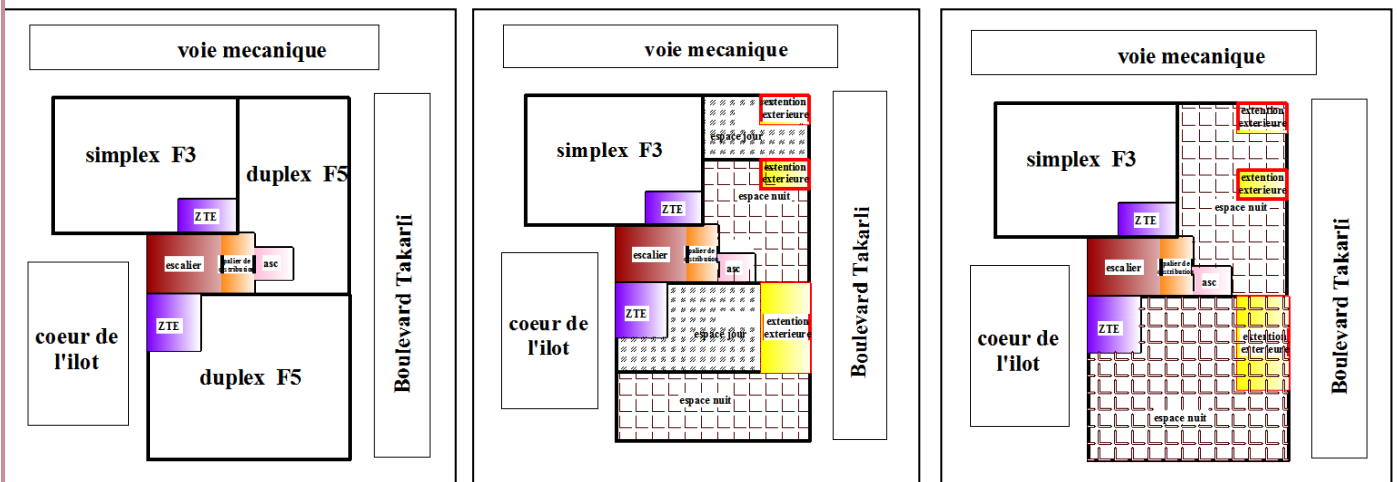 voie mecanique
simplex F3
duplex F5
ZTE
escalier
palier de
distribution
asc
ZTE
duplex F5
coeur de
l'ilot
Boulevard Takarli
voie mecanique
simplex F3
extention
exterieure
espace jour
extention
exterieure
espace nuit
ZTE
escalier
palier de
distribution
asc
ZTE
espace jour
extention
exterieure
espace nuit
coeur de
l'ilot
Boulevard Takarli
voie mecanique
simplex F3
extention
exterieure
extention
exterieure
espace nuit
ZTE
escalier
palier de
distribution
asc
ZTE
extention
exterieure
espace nuit
coeur de
l'ilot
Boulevard Takarli